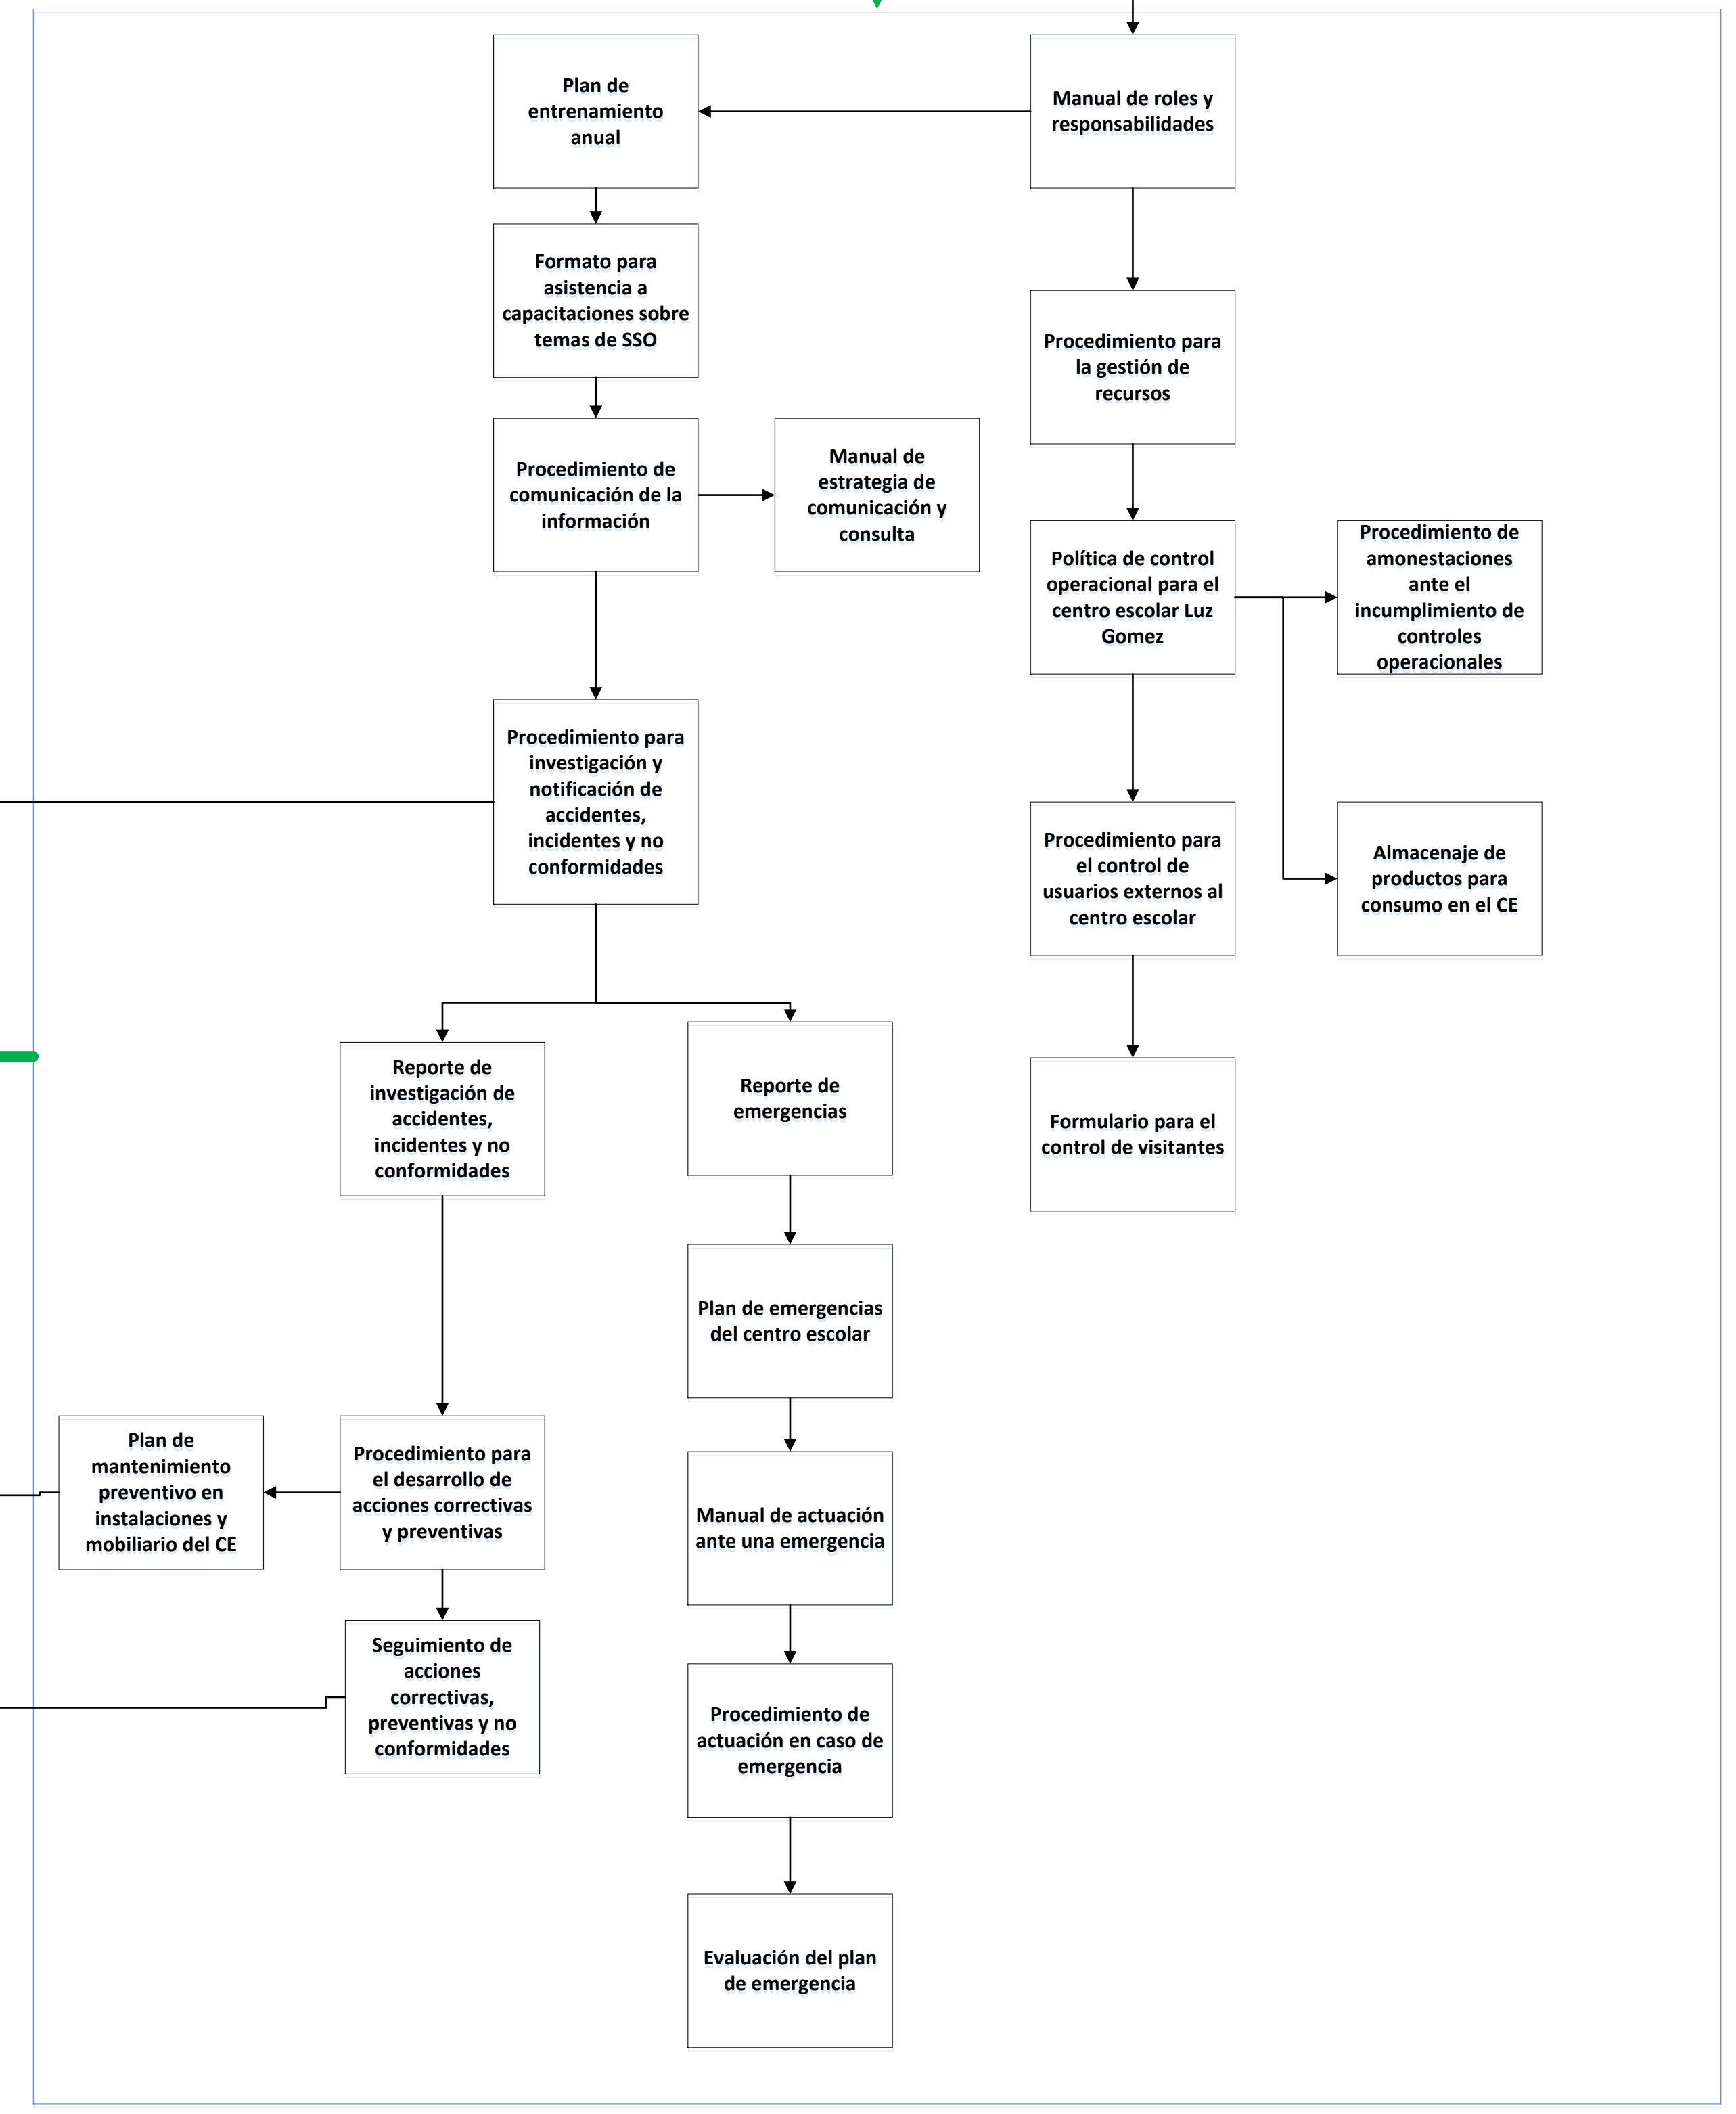 Plan de
entrenamiento
anual
Manual de roles y
responsabilidades
Formato para
asistencia a
capacitaciones sobre
temas de SSO
Procedimiento para
la gestión de
recursos
Procedimiento de
comunicación de la
información
Manual de
estrategia de
comunicación y
consulta
Política de control
operacional para el
centro escolar Luz
Gomez
Procedimiento de
amonestaciones
ante el
incumplimiento de
controles
operacionales
Procedimiento para
investigación y
notificación de
accidentes,
incidentes y no
conformidades
Procedimiento para
el control de
usuarios externos al
centro escolar
Almacenaje de
productos para
consumo en el CE
Reporte de
investigación de
accidentes,
incidentes y no
conformidades
Reporte de
emergencias
Formulario para el
control de visitantes
Plan de emergencias
del centro escolar
Plan de
mantenimiento
preventivo en
instalaciones y
mobiliario del CE
Procedimiento para
el desarrollo de
acciones correctivas
y preventivas
Manual de actuación
ante una emergencia
Seguimiento de
acciones
correctivas,
preventivas y no
conformidades
Procedimiento de
actuación en caso de
emergencia
Evaluación del plan
de emergencia